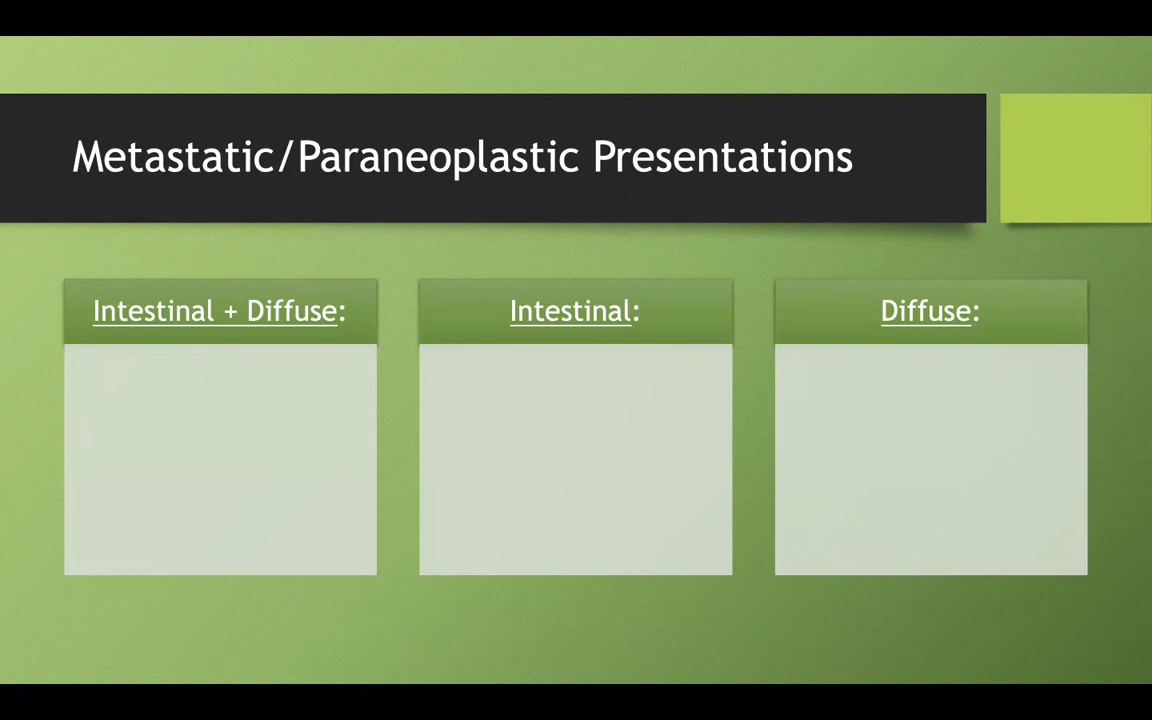 Metastatic/Paraneoplastic Presentations
Intestinal + Diffuse:
Intestinal:
Diffuse: